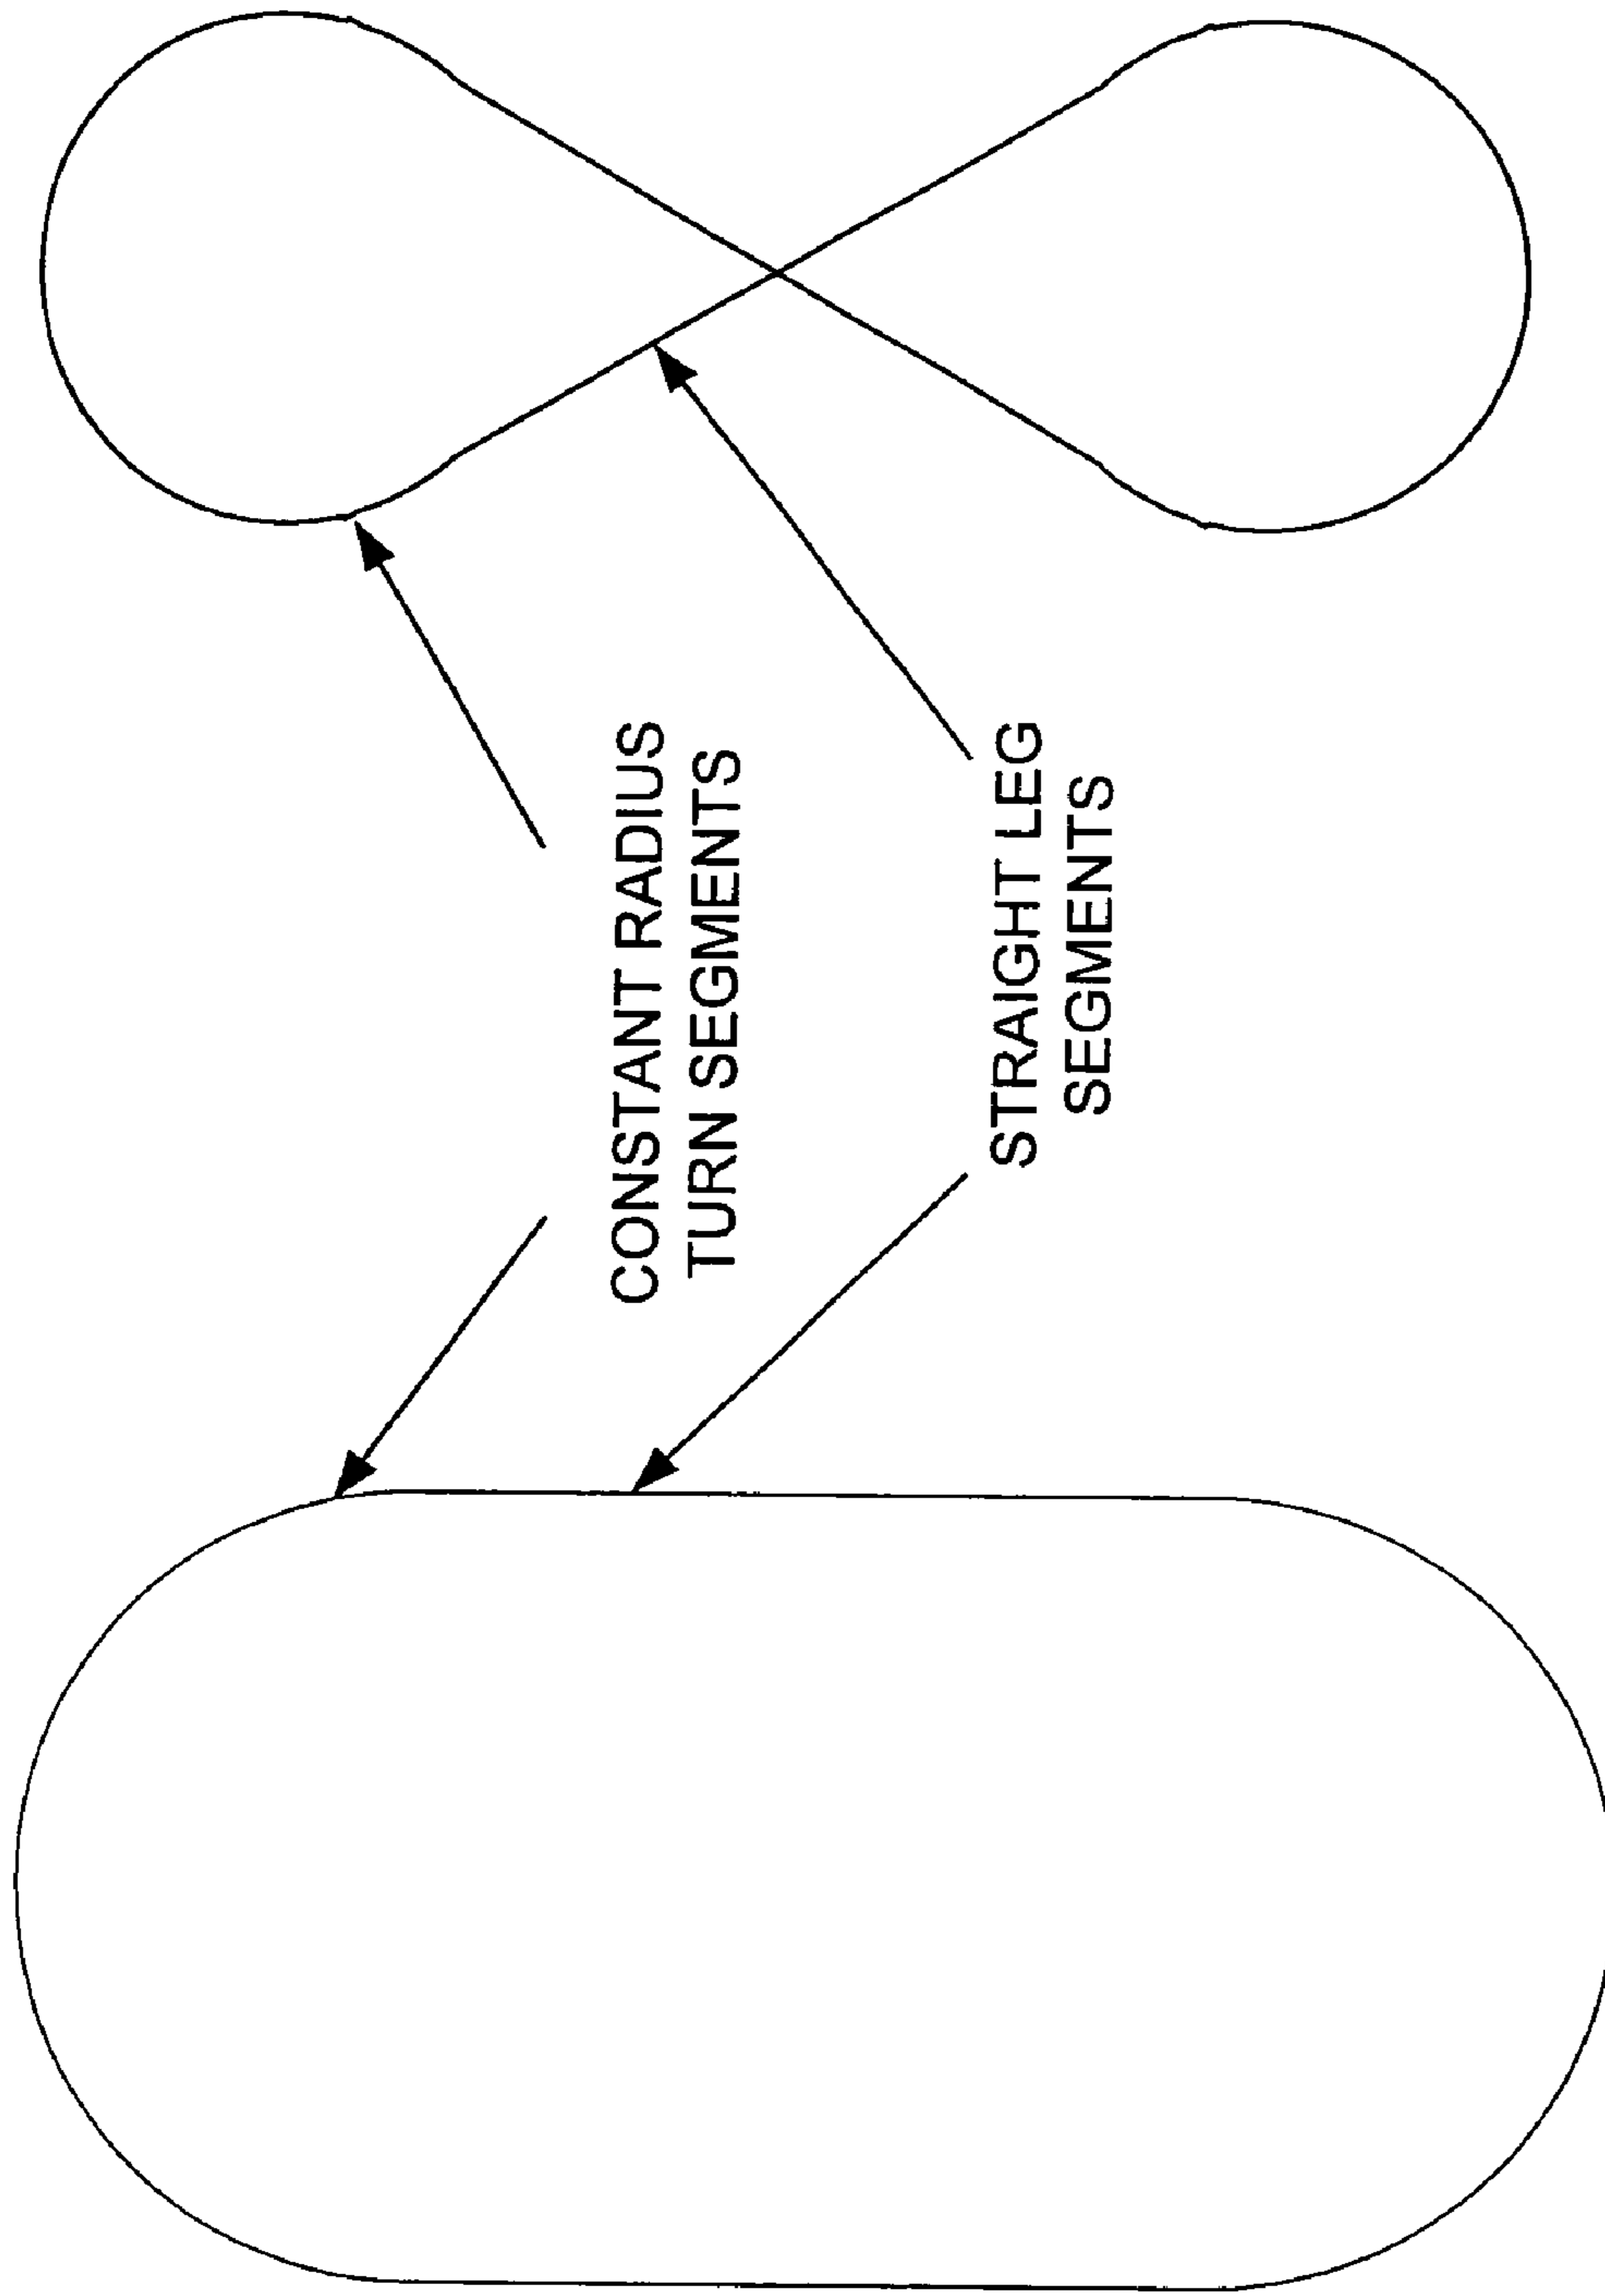 CONSTANT RADIUS
TURN SEGMENTS
STRAIGHT LEG
SEGMENTS